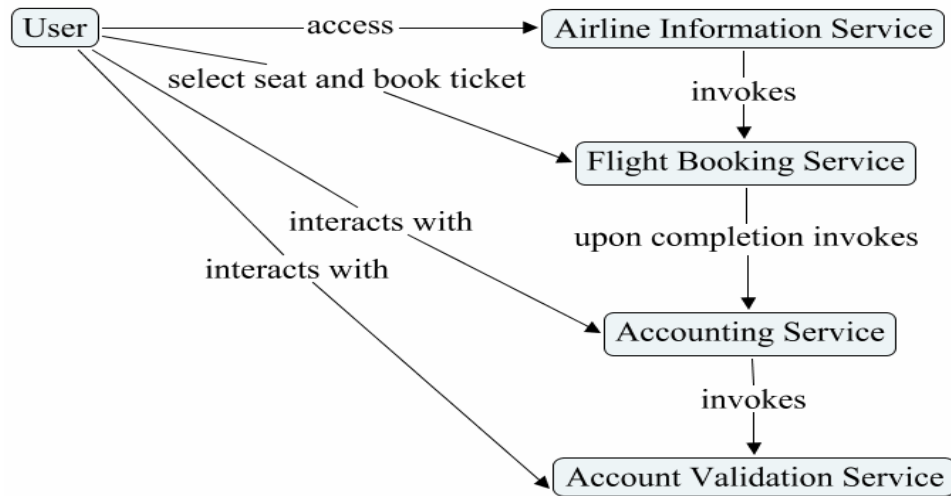 User
access
Airline Information Service
select seat and book ticket
invokes
Flight Booking Service
interacts with
upon completion invokes
interacts with
Accounting Service
invokes
Account Validation Service